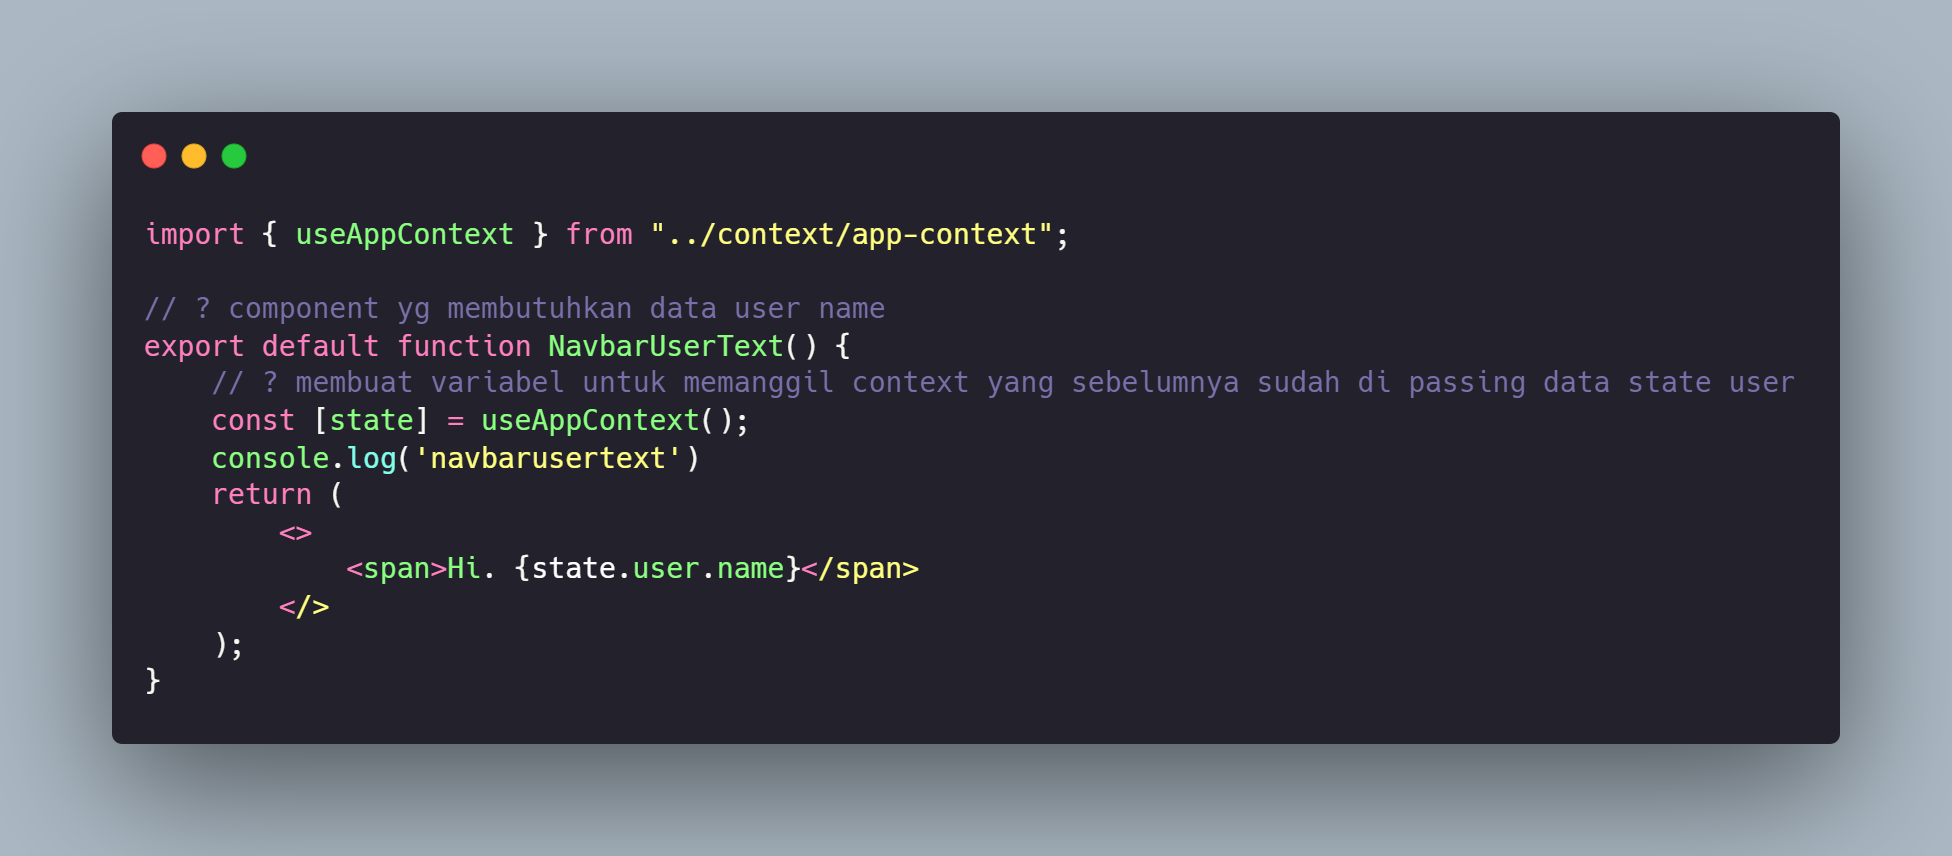 import { useAppContext } from "../context/app-context";
// ? component yg membutuhkan data user name
export default function NavbarUserText() {
// ? membuat variabel untuk memanggil context yang sebelumnya sudah di passing data state user
const [state] = useAppContext();
console.log('navbarusertext')
return (
<>
<span>Hi. {state.user.name}</span>
</>
);
}